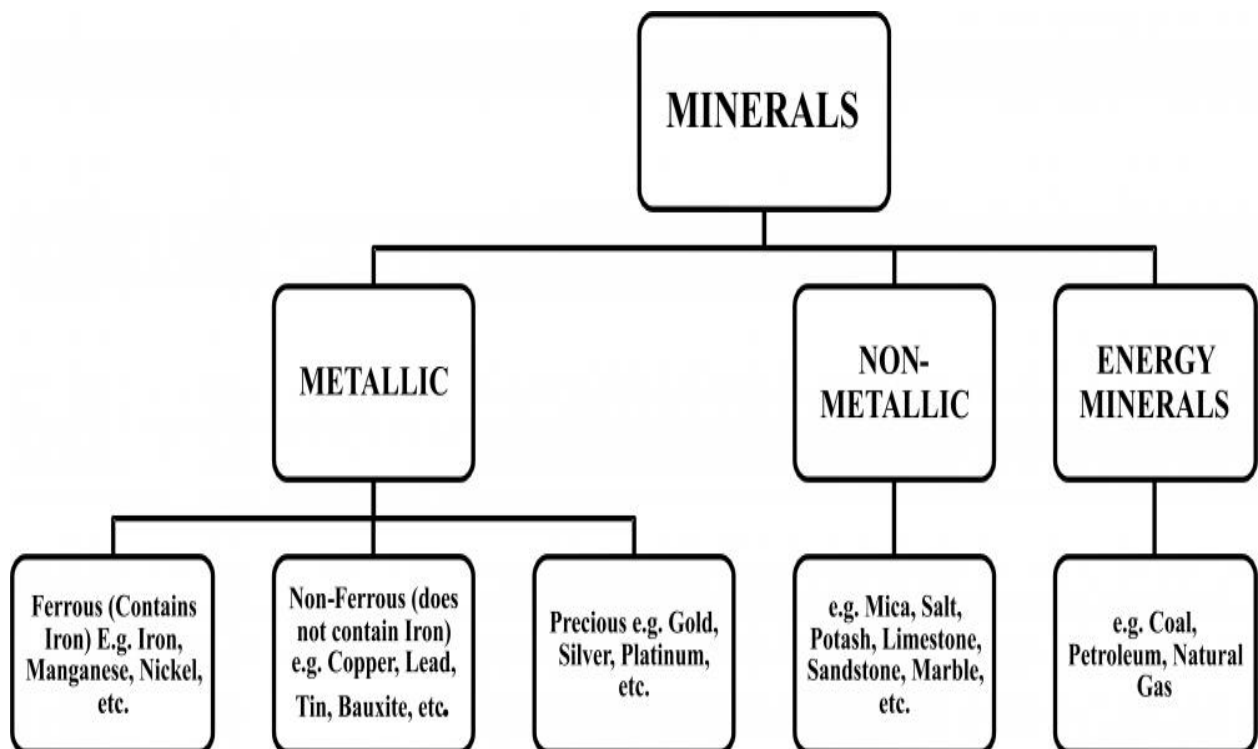 MINERALS
METALLIC
NON-
METALLIC
ENERGY
MINERALS
Ferrous (Contains
Iron) E.g. Iron,
Manganese, Nickel,
etc.
Non-Ferrous (does
not contain Iron)
e.g. Copper, Lead,
Tin, Bauxite, etc.
Precious e.g. Gold,
Silver, Platinum,
etc.
e.g. Mica, Salt,
Potash, Limestone,
Sandstone, Marble,
etc.
e.g. Coal,
Petroleum, Natural
Gas